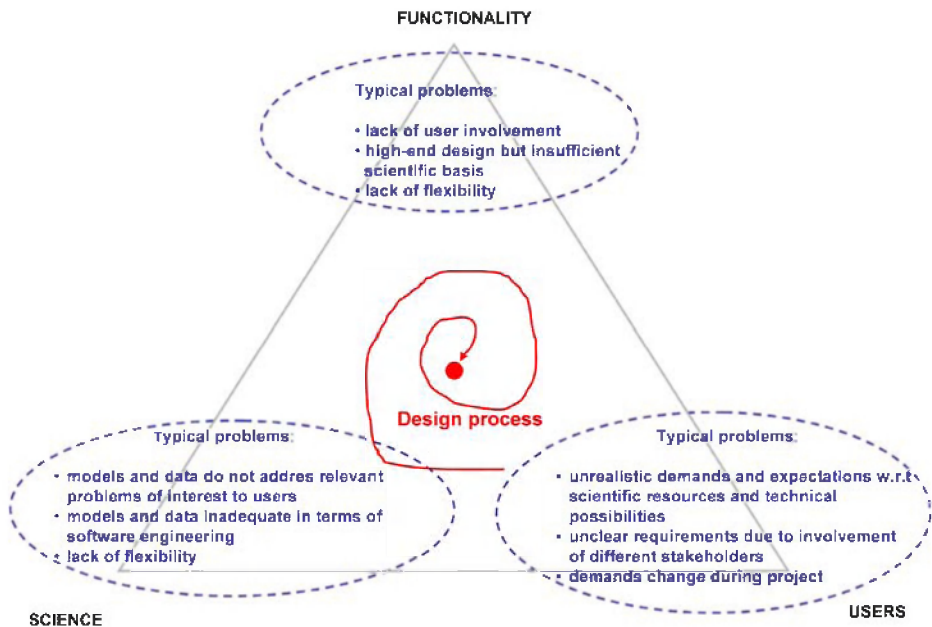 FUNCTIONALITY
Typical problems:
• lack of user involvement
• high-end design but insufficient
scientific basis
• lack of flexibility
Design process
Typical problems:
• models and data do not addres relevant
problems of interest to users
• models and data inadequate in terms of
software engineering
• lack of flexibility
Typical problems:
• unrealistic demands and expectations w.r.t
scientific resources and technical
possibilities
• unclear requirements due to involvement
of different stakeholders
• demands change during project
SCIENCE
USERS